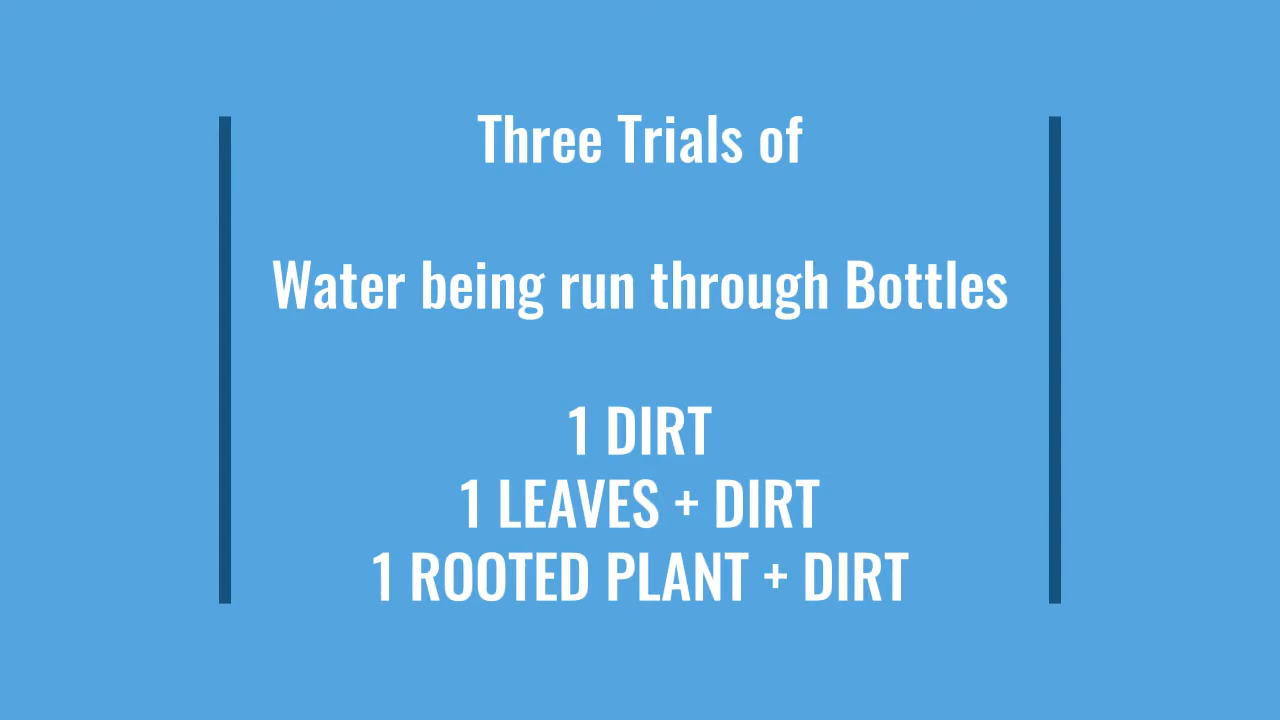 Three Trials of
Water being run through Bottles
1 DIRT
1 LEAVES + DIRT
1 ROOTED PLANT + DIRT